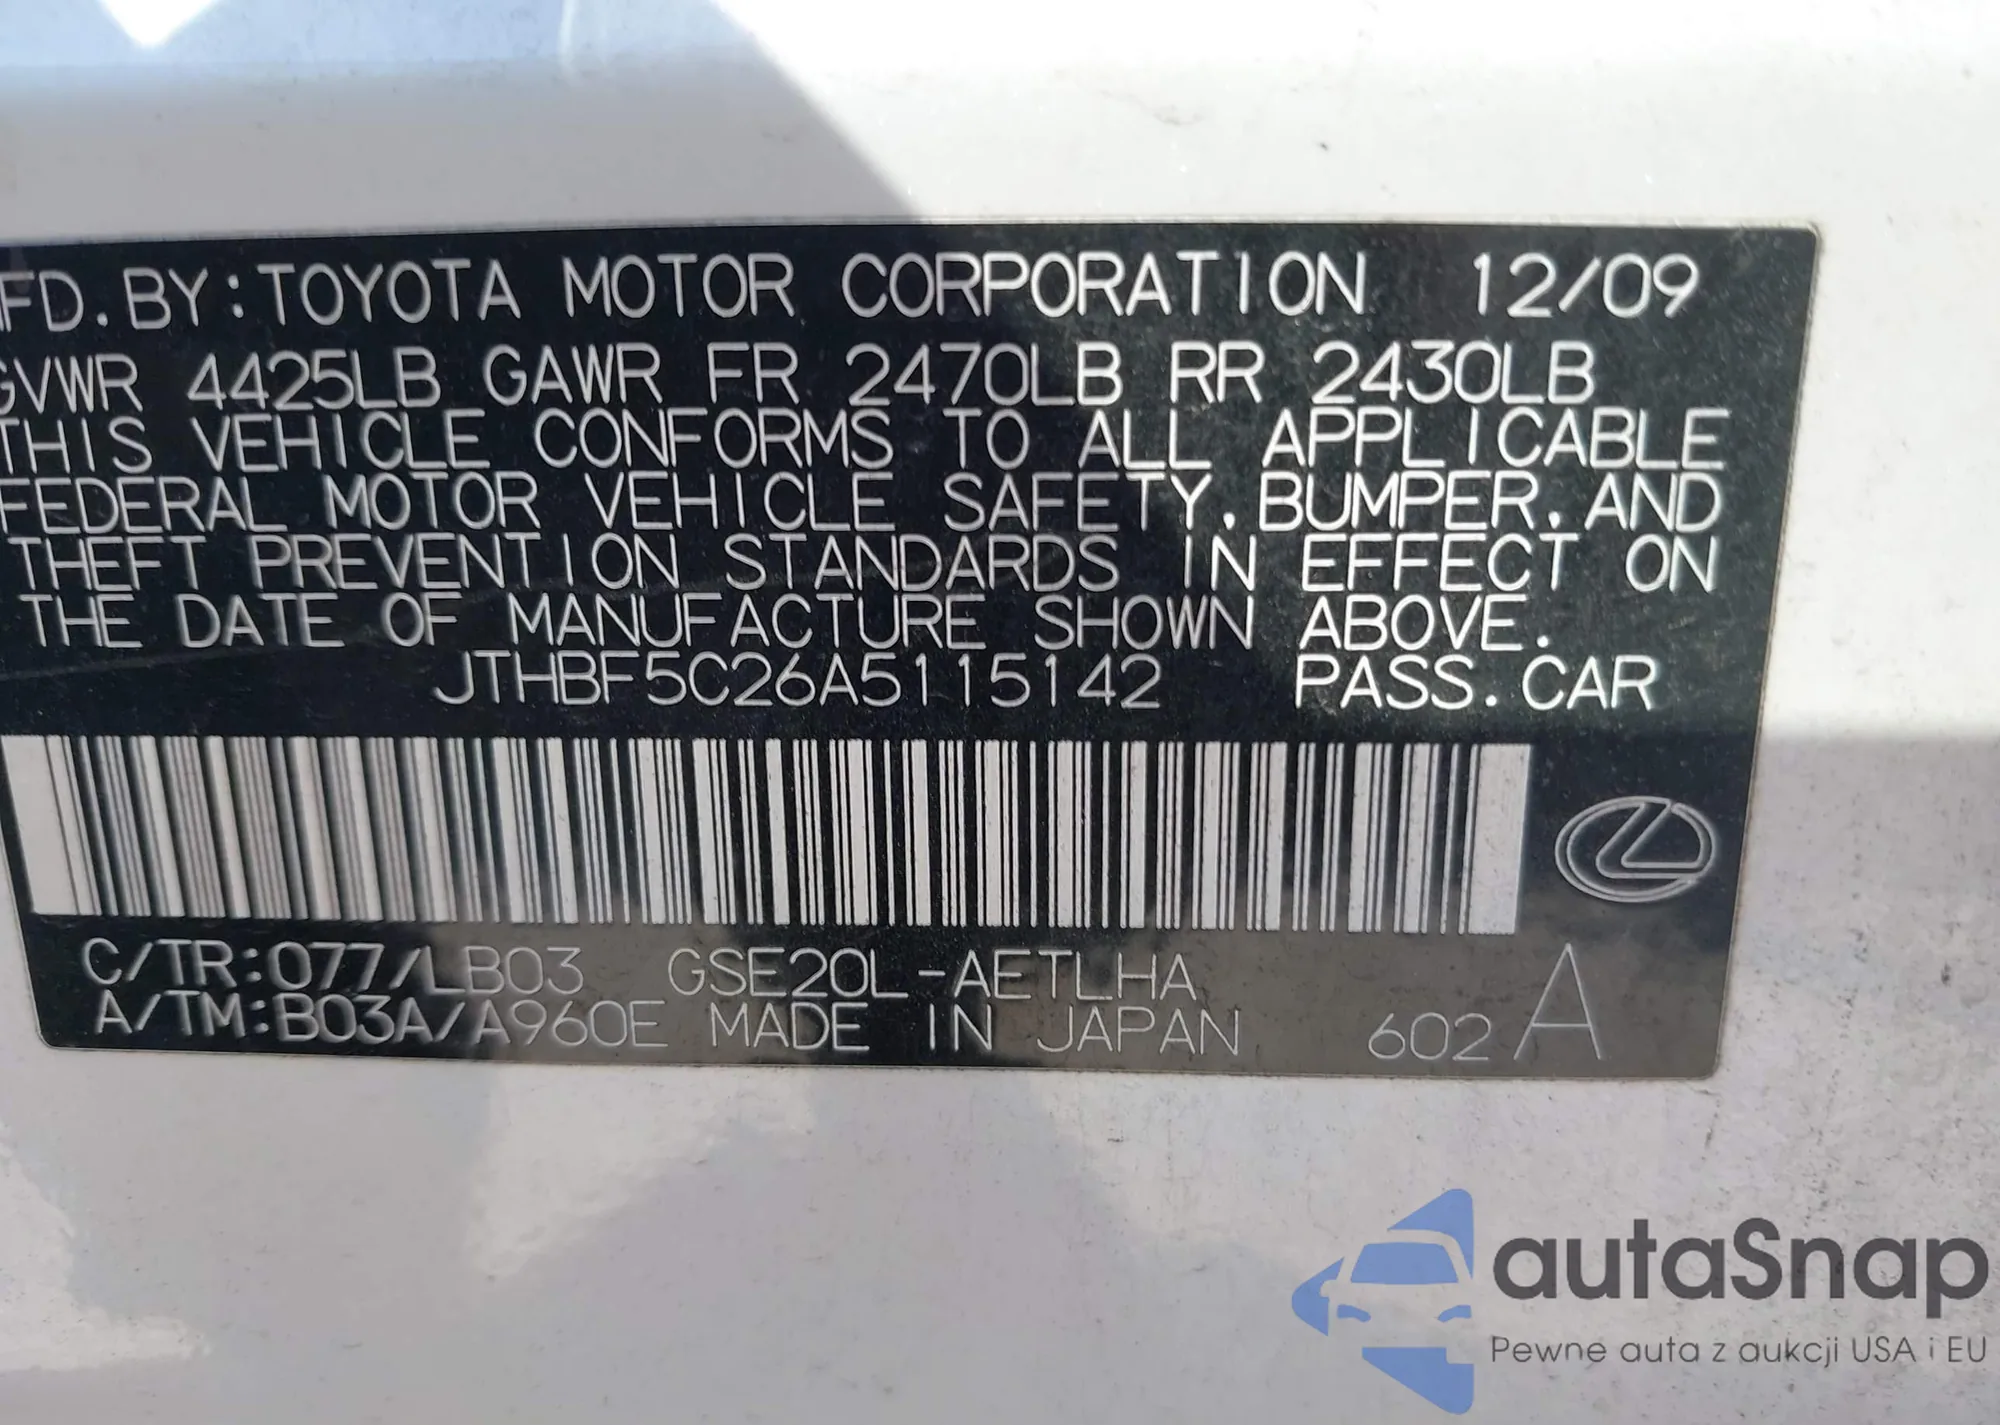 MFD. BY: TOYOTA MOTOR CORPORATION 12/09
GVWR 4425LB GAWR FR 2470LB RR 2430LB
THIS VEHICLE CONFORMS TO ALL APPLICABLE
FEDERAL MOTOR VEHICLE SAFETY, BUMPER, AND
THEFT PREVENTION STANDARDS IN EFFECT ON
THE DATE OF MANUFACTURE SHOWN ABOVE.
JTHBF5C26A5115142 PASS. CAR
C/TR:077/LB03 GSE20L-AETLHA
A/TM:B03A/A960E MADE IN JAPAN 602 A
autaSnap
Pewne auta z aukcji USA i EU